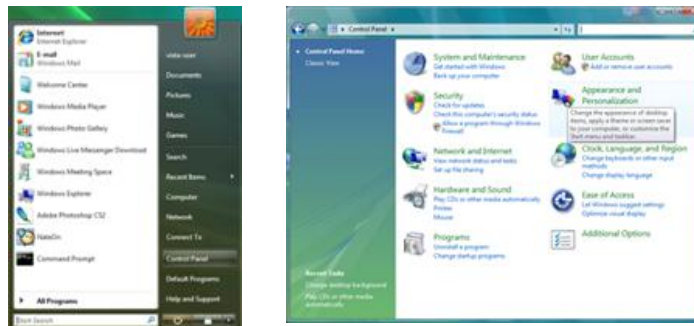 Internet
Internet Explorer
E-mail
Windows Mail
Welcome Center
Windows Media Player
Windows Photo Gallery
Windows Live Messenger Download
Windows Meeting Space
Windows Explorer
Adobe Photoshop CS2
NateOn
Command Prompt
All Programs
Start Search
vista user
Documents
Pictures
Music
Games
Search
Recent Items
Computer
Network
Connect To
Control Panel
Default Programs
Help and Support
Control Panel
Control Panel Home
Classic View
Recent Tasks
Change desktop background
Play CDs or other media
automatically
System and Maintenance
Get started with Windows
Back up your computer
Security
Check for updates
Check this computer's security status
Allow a program through Windows
Firewall
Network and Internet
View network status and tasks
Set up file sharing
Hardware and Sound
Play CDs or other media automatically
Printer
Mouse
Programs
Uninstall a program
Change startup programs
User Accounts
Add or remove user accounts
Appearance and
Personalization
Change the appearance of desktop
items, apply a theme or screen saver
to your computer, or customize the
Start menu and taskbar.
Clock, Language, and Region
Change keyboards or other input
methods
Change display language
Ease of Access
Let Windows suggest settings
Optimize visual display
Additional Options